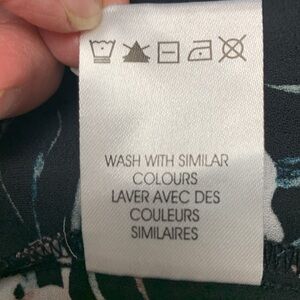 WASH WITH SIMILAR
COLOURS
LAVER AVEC DES
COULEURS
SIMILAIRES